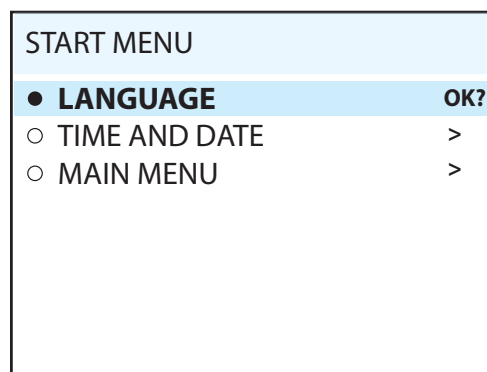 START MENU
● LANGUAGE OK?
○ TIME AND DATE >
○ MAIN MENU >